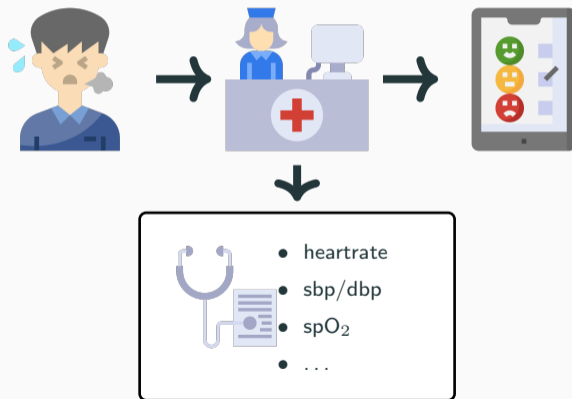 • heartrate
• sbp/dbp
• spO₂
• ...